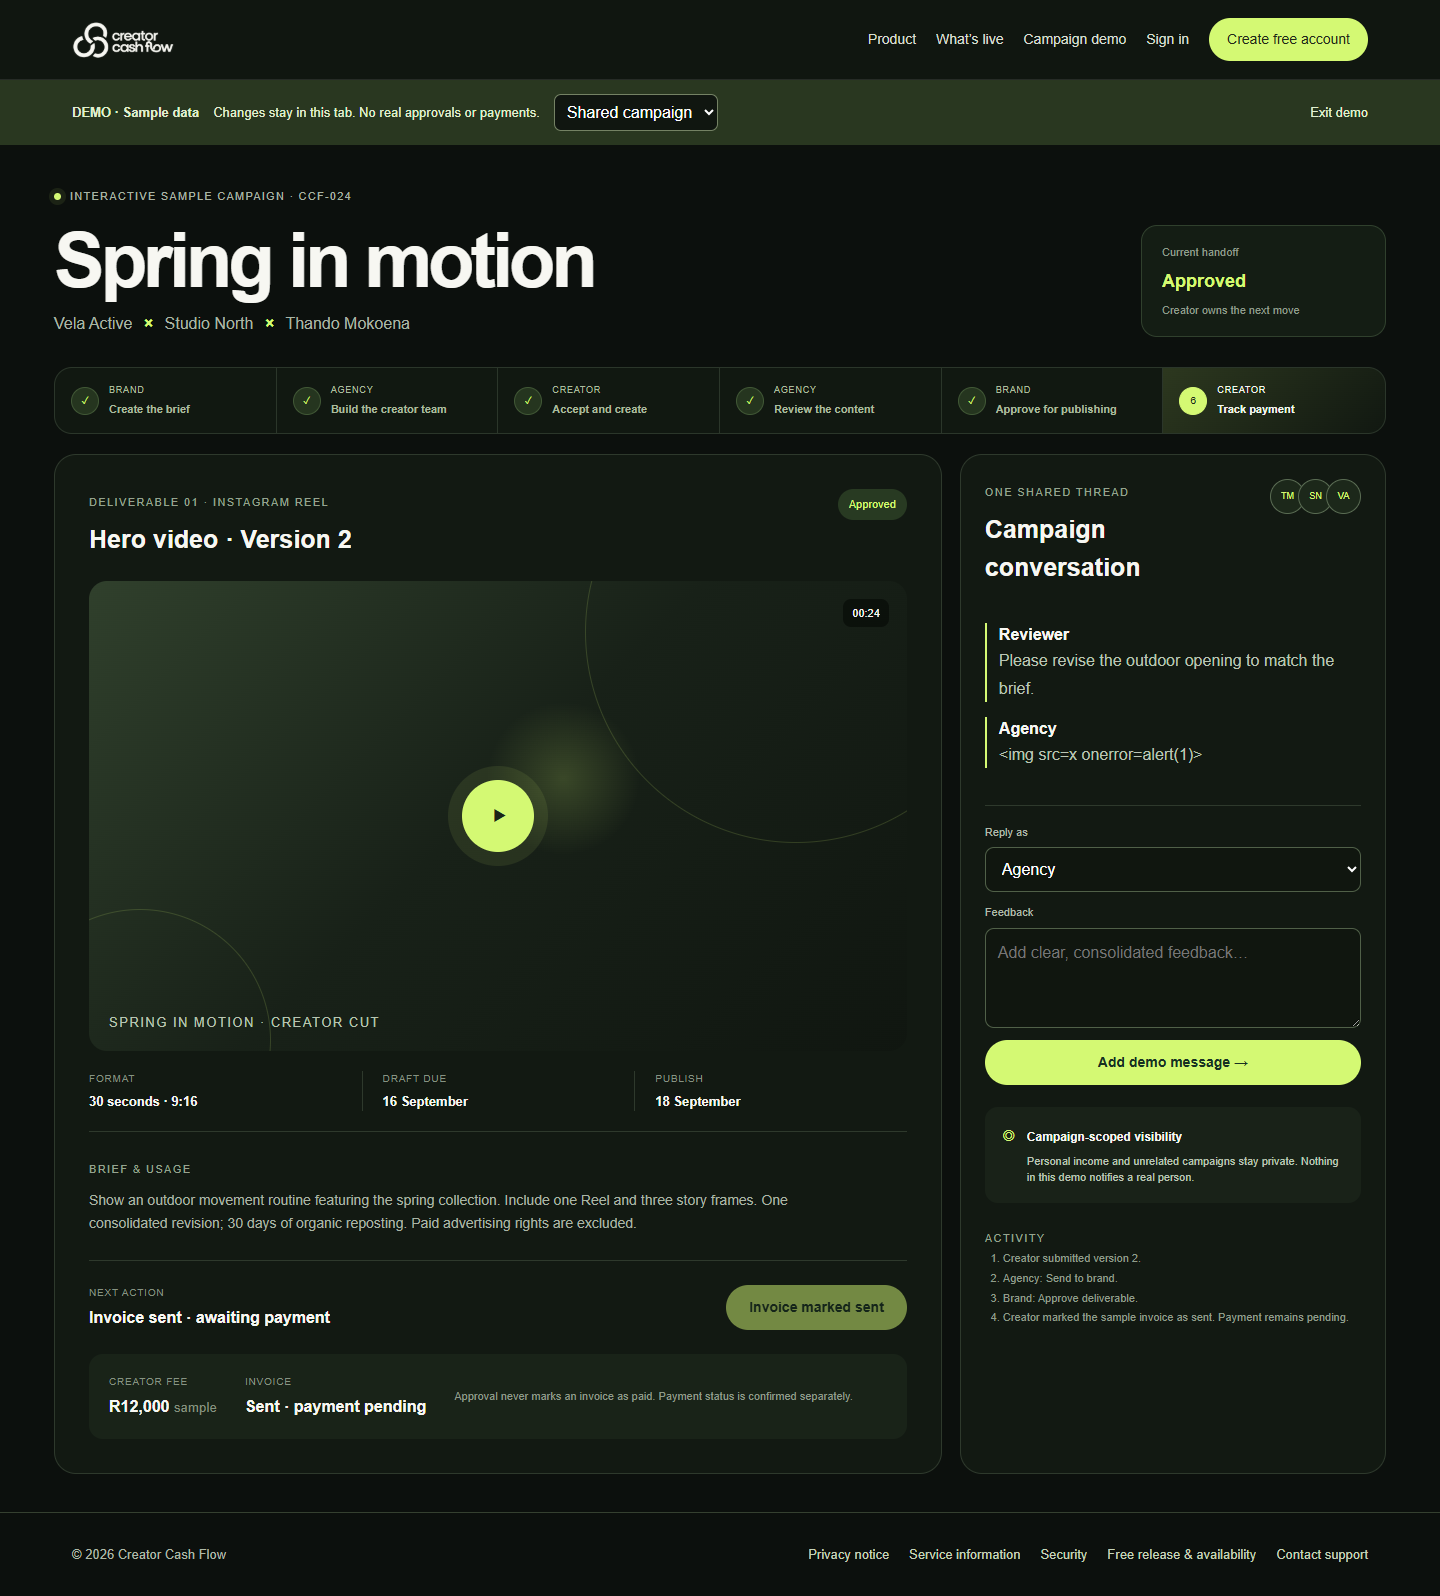 creator
cash flow
Product
What's live
Campaign demo
Sign in
Create free account
DEMO · Sample data
Changes stay in this tab. No real approvals or payments.
Shared campaign
Exit demo
INTERACTIVE SAMPLE CAMPAIGN · CCF-024
Spring in motion
Vela Active × Studio North × Thando Mokoena
Current handoff
Approved
Creator owns the next move
✓
BRAND
Create the brief
✓
AGENCY
Build the creator team
✓
CREATOR
Accept and create
✓
AGENCY
Review the content
✓
BRAND
Approve for publishing
6
CREATOR
Track payment
DELIVERABLE 01 · INSTAGRAM REEL
Approved
Hero video · Version 2
00:24
SPRING IN MOTION · CREATOR CUT
FORMAT
30 seconds · 9:16
DRAFT DUE
16 September
PUBLISH
18 September
BRIEF & USAGE
Show an outdoor movement routine featuring the spring collection. Include one Reel and three story frames. One
consolidated revision; 30 days of organic reposting. Paid advertising rights are excluded.
NEXT ACTION
Invoice sent · awaiting payment
Invoice marked sent
CREATOR FEE
R12,000 sample
INVOICE
Sent · payment pending
Approval never marks an invoice as paid. Payment status is confirmed separately.
ONE SHARED THREAD
TM
SN
VA
Campaign
conversation
Reviewer
Please revise the outdoor opening to match the
brief.
Agency
<img src=x onerror=alert(1)>
Reply as
Agency
Feedback
Add clear, consolidated feedback…
Add demo message →
Campaign-scoped visibility
Personal income and unrelated campaigns stay private. Nothing
in this demo notifies a real person.
ACTIVITY
1. Creator submitted version 2.
2. Agency: Send to brand.
3. Brand: Approve deliverable.
4. Creator marked the sample invoice as sent. Payment remains pending.
© 2026 Creator Cash Flow
Privacy notice
Service information
Security
Free release & availability
Contact support